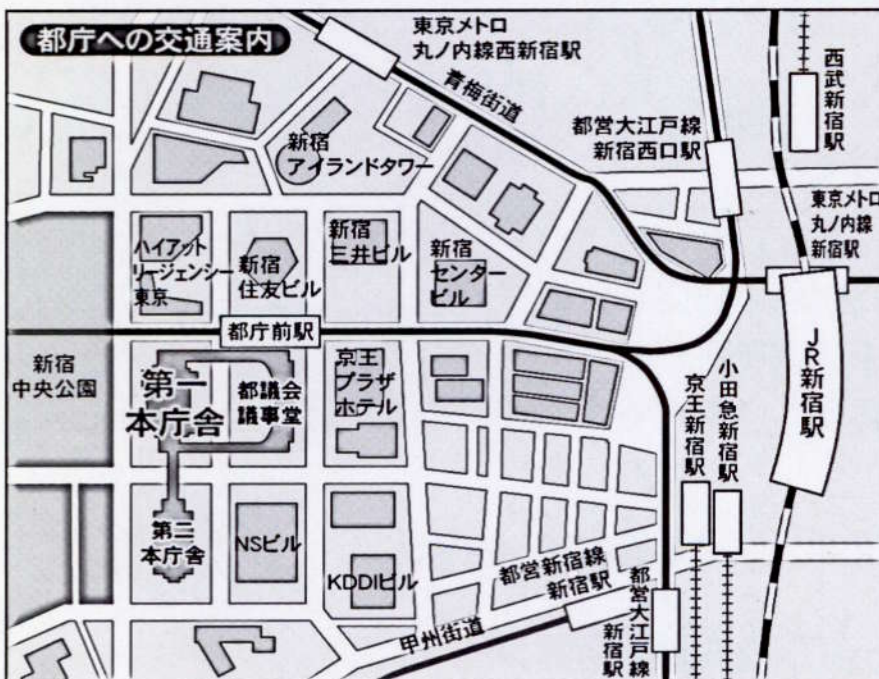 都庁への交通案内
東京メトロ
丸ノ内線西新宿駅
青梅街道
西武新宿駅
都営大江戸線
新宿西口駅
新宿
アイランドタワー
東京メトロ
丸ノ内線
新宿駅
ハイアット
リージェンシー
東京
新宿
住友ビル
新宿
三井ビル
新宿
センター
ビル
都庁前駅
新宿
中央公園
第一
本庁舎
都議会
議事堂
京王
プラザ
ホテル
JR新宿駅
小田急新宿駅
京王新宿駅
第二
本庁舎
NSビル
KDDIビル
都営新宿線
新宿駅
都営大江戸線
新宿駅
甲州街道